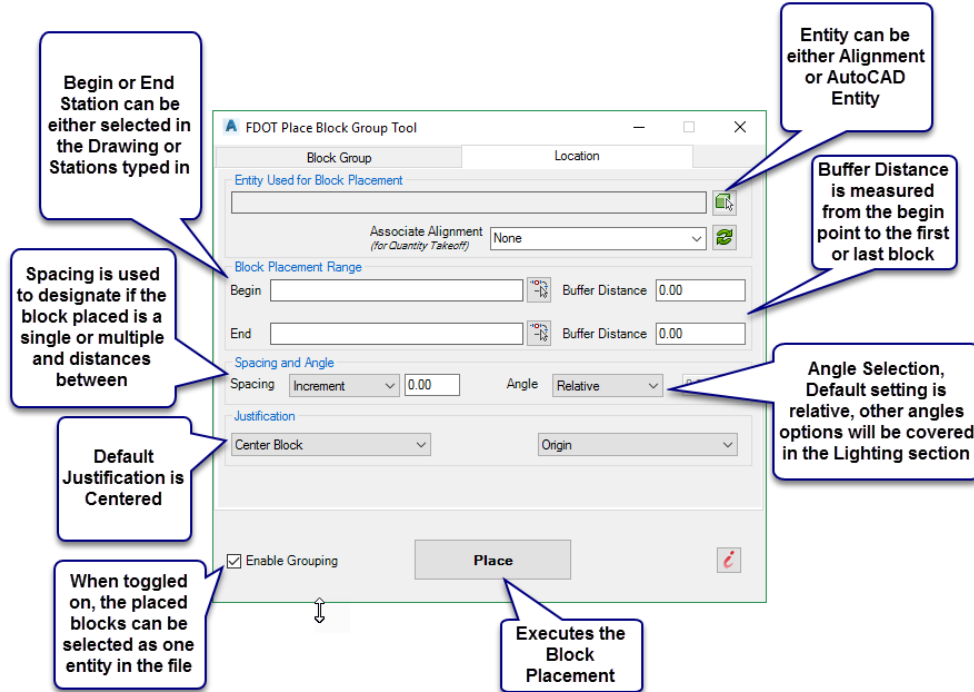 Entity can be
either Alignment
or AutoCAD
Entity
Begin or End
Station can be
either selected in
the Drawing or
Stations typed in
FDOT Place Block Group Tool
Block Group
Location
Entity Used for Block Placement
Associate Alignment
(for Quantity Takeoff)
None
Buffer Distance
is measured
from the begin
point to the first
or last block
Block Placement Range
Begin
Buffer Distance
0.00
End
Buffer Distance
0.00
Spacing is used
to designate if the
block placed is a
single or multiple
and distances
between
Spacing and Angle
Spacing
Increment
0.00
Angle
Relative
Angle Selection,
Default setting is
relative, other angles
options will be covered
in the Lighting section
Justification
Center Block
Origin
Default
Justification is
Centered
Enable Grouping
Place
i
When toggled
on, the placed
blocks can be
selected as one
entity in the file
Executes the
Block
Placement